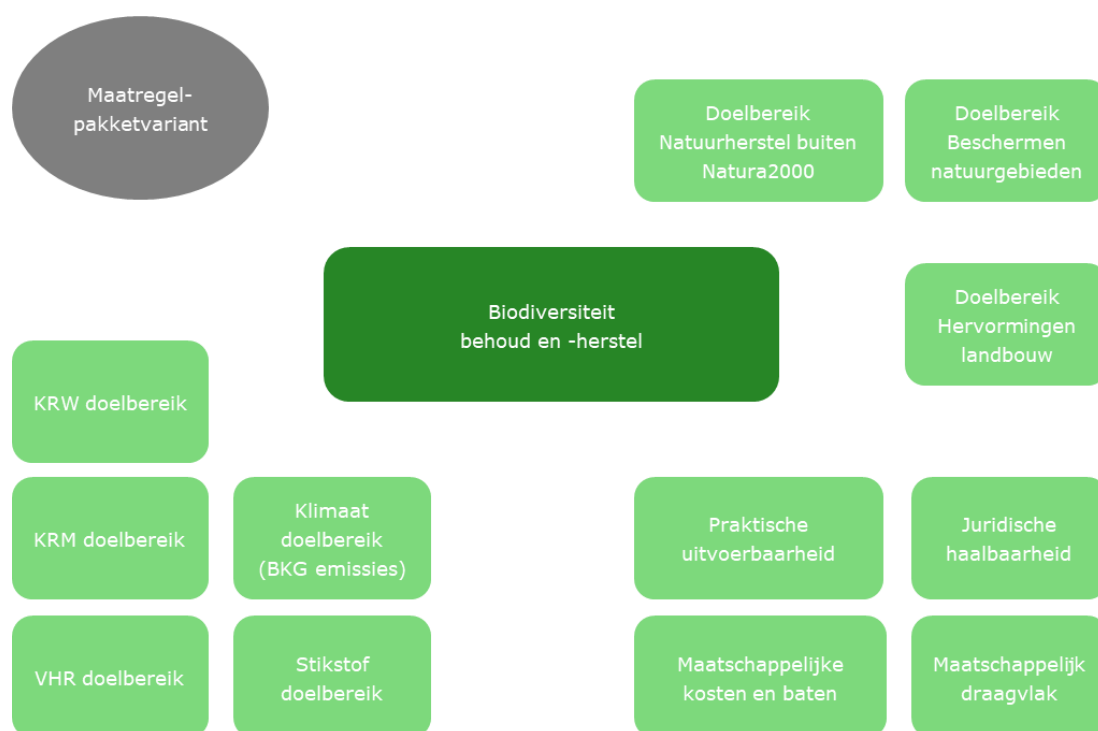 Maatregel-
pakketvariant
Doelbereik
Natuurherstel buiten
Natura2000
Doelbereik
Beschermen
natuurgebieden
Biodiversiteit
behoud en -herstel
Doelbereik
Hervormingen
landbouw
KRW doelbereik
KRM doelbereik
Klimaat
doelbereik
(BKG emissies)
Praktische
uitvoerbaarheid
Juridische
haalbaarheid
VHR doelbereik
Stikstof
doelbereik
Maatschappelijke
kosten en baten
Maatschappelijk
draagvlak